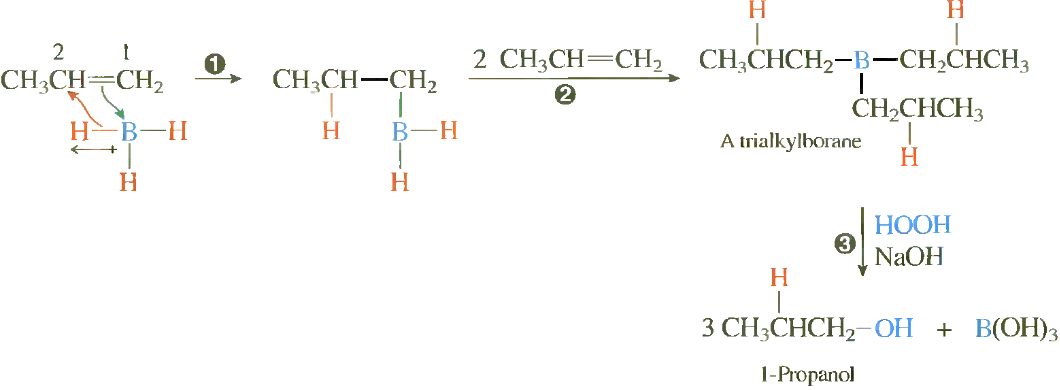 2 1
CH₃CH=CH₂
H—B—H
H
❶
CH₃CH—CH₂
H B—H
H
2 CH₃CH=CH₂
❷
H H
CH₃CHCH₂—B—CH₂CHCH₃
CH₂CHCH₃
A trialkylborane
H
❸
HOOH
NaOH
H
3 CH₃CHCH₂—OH + B(OH)₃
1-Propanol